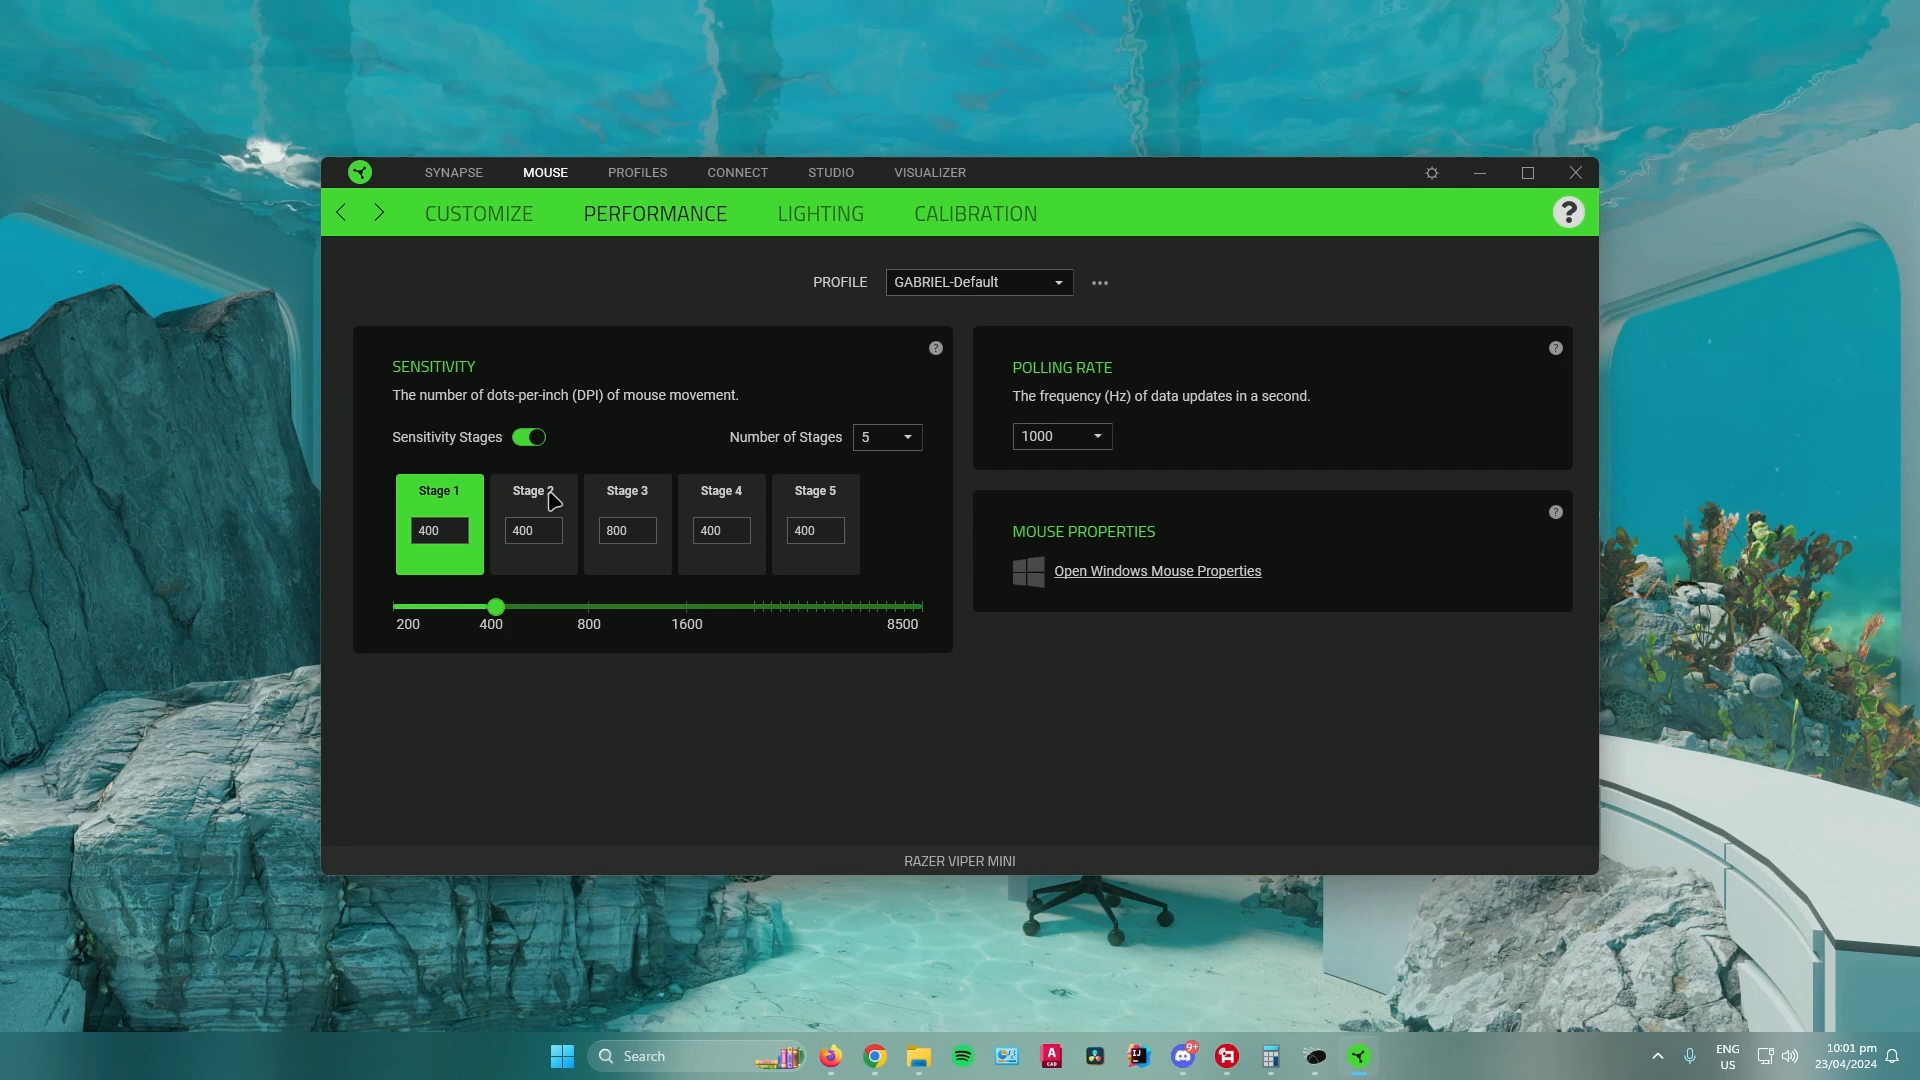 SYNAPSE MOUSE PROFILES CONNECT STUDIO VISUALIZER
CUSTOMIZE PERFORMANCE LIGHTING CALIBRATION ?
PROFILE GABRIEL-Default
SENSITIVITY ?
The number of dots-per-inch (DPI) of mouse movement.
Sensitivity Stages Number of Stages 5
Stage 1 Stage 2 Stage 3 Stage 4 Stage 5
400 400 800 400 400
200 400 800 1600 8500
POLLING RATE ?
The frequency (Hz) of data updates in a second.
1000
MOUSE PROPERTIES ?
Open Windows Mouse Properties
RAZER VIPER MINI
Search
A
CAD
IJ
9+
ENG
US
10:01 pm
23/04/2024